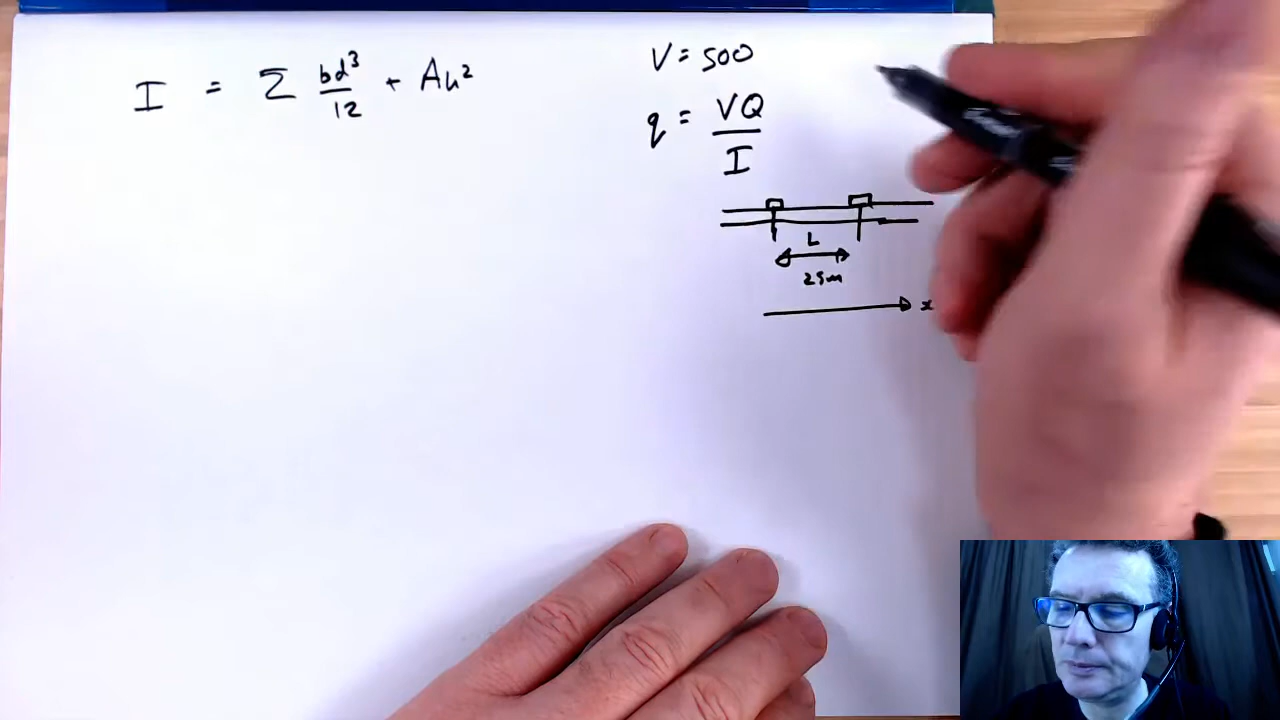 I = Σ bd³/12 + Ah²
V = 500
q = VQ/I
L
25m
x